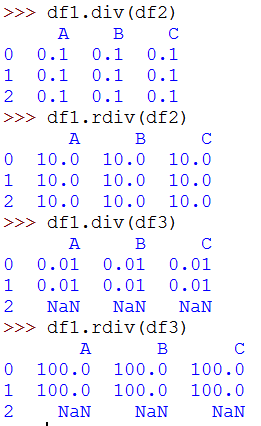 >>> df1.div(df2)
     A    B    C
0  0.1  0.1  0.1
1  0.1  0.1  0.1
2  0.1  0.1  0.1
>>> df1.rdiv(df2)
      A     B     C
0  10.0  10.0  10.0
1  10.0  10.0  10.0
2  10.0  10.0  10.0
>>> df1.div(df3)
      A     B     C
0  0.01  0.01  0.01
1  0.01  0.01  0.01
2   NaN   NaN   NaN
>>> df1.rdiv(df3)
       A      B      C
0  100.0  100.0  100.0
1  100.0  100.0  100.0
2    NaN    NaN    NaN